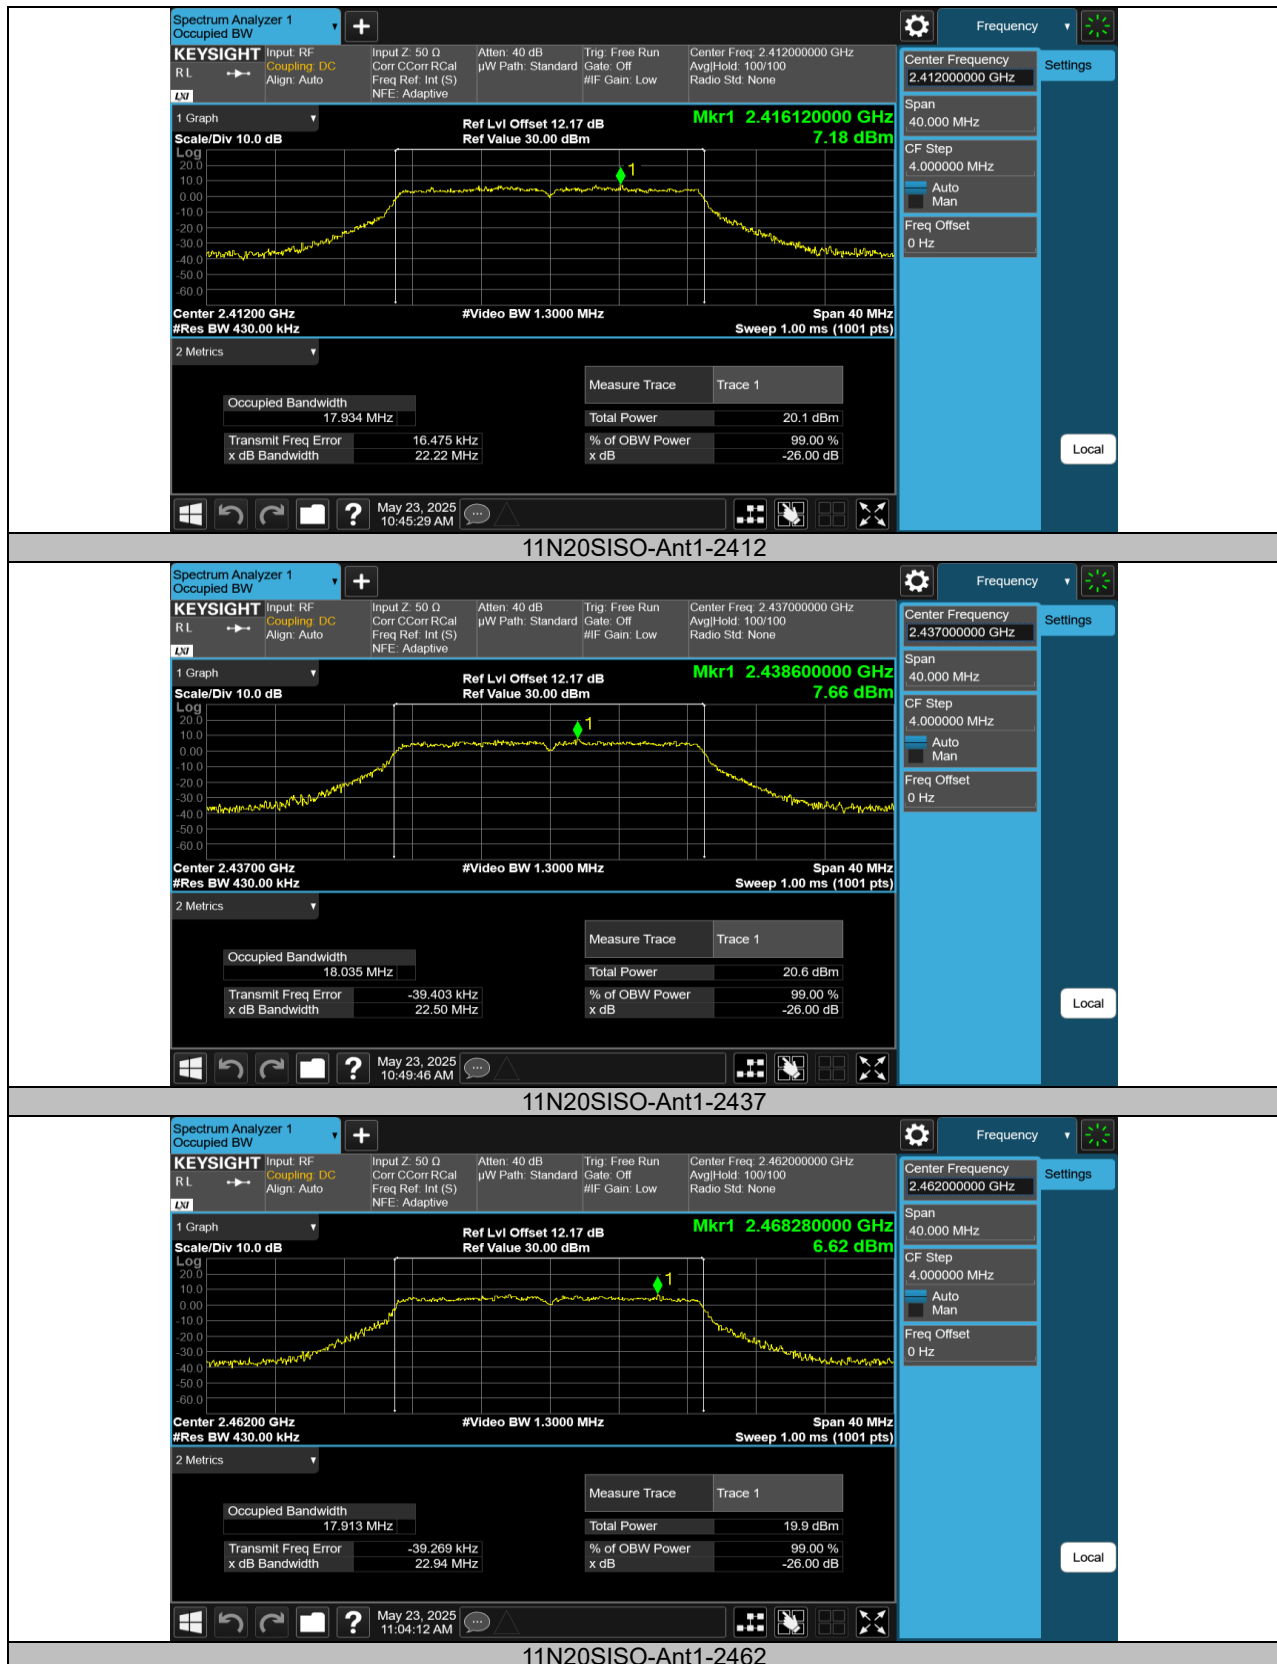 Spectrum Analyzer 1
Occupied BW
Frequency
KEYSIGHT
R L
LXI
Input: RF
Coupling: DC
Align: Auto
Input Z: 50 Ω
Corr CCorr RCal
Freq Ref: Int (S)
NFE: Adaptive
Atten: 40 dB
µW Path: Standard
Trig: Free Run
Gate: Off
#IF Gain: Low
Center Freq: 2.412000000 GHz
Avg|Hold: 100/100
Radio Std: None
Center Frequency
2.412000000 GHz
Settings
Span
40.000 MHz
CF Step
4.000000 MHz
Auto
Man
Freq Offset
0 Hz
Local
1 Graph
Scale/Div 10.0 dB
Ref Lvl Offset 12.17 dB
Ref Value 30.00 dBm
Mkr1 2.416120000 GHz
7.18 dBm
Log
20.0
10.0
0.00
-10.0
-20.0
-30.0
-40.0
-50.0
-60.0
1
Center 2.41200 GHz
#Video BW 1.3000 MHz
Span 40 MHz
#Res BW 430.00 kHz
Sweep 1.00 ms (1001 pts)
2 Metrics
Measure Trace Trace 1
Occupied Bandwidth
17.934 MHz
Total Power 20.1 dBm
Transmit Freq Error 16.475 kHz
% of OBW Power 99.00 %
x dB Bandwidth 22.22 MHz
x dB -26.00 dB
?
May 23, 2025
10:45:29 AM
11N20SISO-Ant1-2412
Spectrum Analyzer 1
Occupied BW
Frequency
KEYSIGHT
R L
LXI
Input: RF
Coupling: DC
Align: Auto
Input Z: 50 Ω
Corr CCorr RCal
Freq Ref: Int (S)
NFE: Adaptive
Atten: 40 dB
µW Path: Standard
Trig: Free Run
Gate: Off
#IF Gain: Low
Center Freq: 2.437000000 GHz
Avg|Hold: 100/100
Radio Std: None
Center Frequency
2.437000000 GHz
Settings
Span
40.000 MHz
CF Step
4.000000 MHz
Auto
Man
Freq Offset
0 Hz
Local
1 Graph
Scale/Div 10.0 dB
Ref Lvl Offset 12.17 dB
Ref Value 30.00 dBm
Mkr1 2.438600000 GHz
7.66 dBm
Log
20.0
10.0
0.00
-10.0
-20.0
-30.0
-40.0
-50.0
-60.0
1
Center 2.43700 GHz
#Video BW 1.3000 MHz
Span 40 MHz
#Res BW 430.00 kHz
Sweep 1.00 ms (1001 pts)
2 Metrics
Measure Trace Trace 1
Occupied Bandwidth
18.035 MHz
Total Power 20.6 dBm
Transmit Freq Error -39.403 kHz
% of OBW Power 99.00 %
x dB Bandwidth 22.50 MHz
x dB -26.00 dB
?
May 23, 2025
10:49:46 AM
11N20SISO-Ant1-2437
Spectrum Analyzer 1
Occupied BW
Frequency
KEYSIGHT
R L
LXI
Input: RF
Coupling: DC
Align: Auto
Input Z: 50 Ω
Corr CCorr RCal
Freq Ref: Int (S)
NFE: Adaptive
Atten: 40 dB
µW Path: Standard
Trig: Free Run
Gate: Off
#IF Gain: Low
Center Freq: 2.462000000 GHz
Avg|Hold: 100/100
Radio Std: None
Center Frequency
2.462000000 GHz
Settings
Span
40.000 MHz
CF Step
4.000000 MHz
Auto
Man
Freq Offset
0 Hz
Local
1 Graph
Scale/Div 10.0 dB
Ref Lvl Offset 12.17 dB
Ref Value 30.00 dBm
Mkr1 2.468280000 GHz
6.62 dBm
Log
20.0
10.0
0.00
-10.0
-20.0
-30.0
-40.0
-50.0
-60.0
1
Center 2.46200 GHz
#Video BW 1.3000 MHz
Span 40 MHz
#Res BW 430.00 kHz
Sweep 1.00 ms (1001 pts)
2 Metrics
Measure Trace Trace 1
Occupied Bandwidth
17.913 MHz
Total Power 19.9 dBm
Transmit Freq Error -39.269 kHz
% of OBW Power 99.00 %
x dB Bandwidth 22.94 MHz
x dB -26.00 dB
?
May 23, 2025
11:04:12 AM
11N20SISO-Ant1-2462